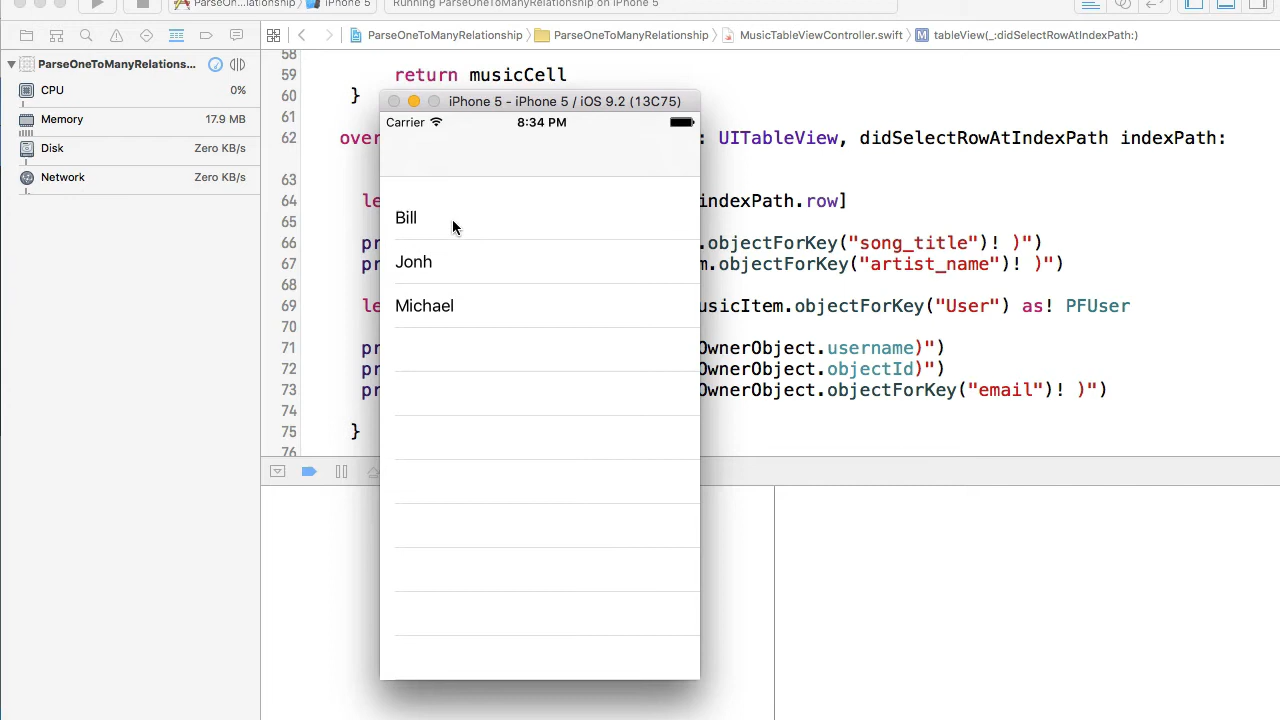 ParseOn...lationship
iPhone 5
Running ParseOneToManyRelationship on iPhone 5
ParseOneToManyRelationship
ParseOneToManyRelationship
MusicTableViewController.swift
M
tableView(_:didSelectRowAtIndexPath:)
ParseOneToManyRelations...
CPU
0%
Memory
17.9 MB
Disk
Zero KB/s
Network
Zero KB/s
58
59 return musicCell
60 }
61
62 over : UITableView, didSelectRowAtIndexPath indexPath:
63
64 le indexPath.row]
65
66 pr .objectForKey("song_title")! )")
67 pr m.objectForKey("artist_name")! )")
68
69 le usicItem.objectForKey("User") as! PFUser
70
71 pr OwnerObject.username)")
72 pr OwnerObject.objectId)")
73 pr OwnerObject.objectForKey("email")! )")
74
75 }
76
iPhone 5 - iPhone 5 / iOS 9.2 (13C75)
Carrier
8:34 PM
Bill
Jonh
Michael